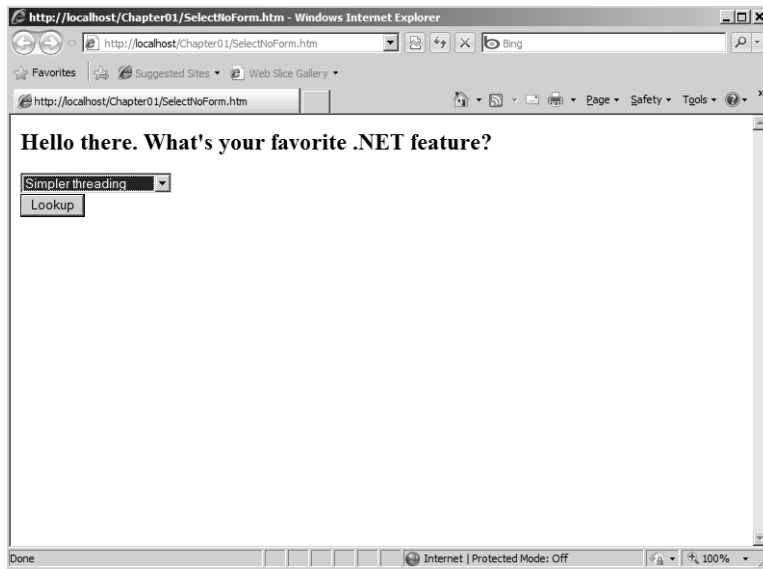 http://localhost/Chapter01/SelectNoForm.htm - Windows Internet Explorer
http://localhost/Chapter01/SelectNoForm.htm
Bing
Favorites
Suggested Sites
Web Slice Gallery
http://localhost/Chapter01/SelectNoForm.htm
Page
Safety
Tools
Hello there. What's your favorite .NET feature?
Simpler threading
Lookup
Done
Internet | Protected Mode: Off
100%